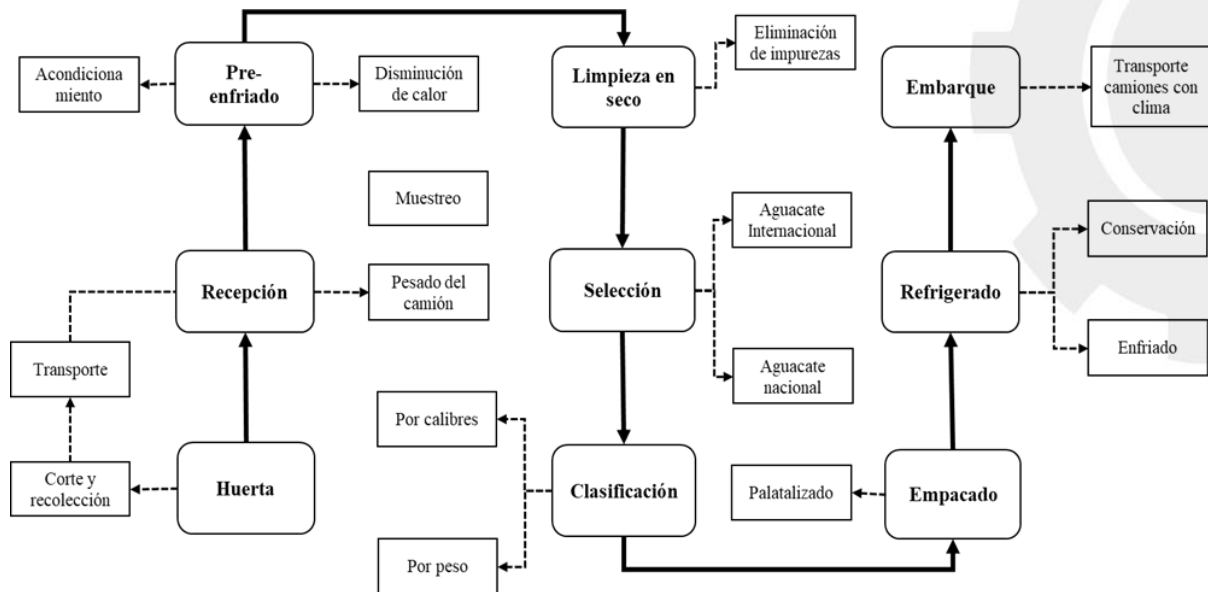 Acondiciona
miento
Pre-
enfriado
Disminución
de calor
Limpieza en
seco
Eliminación
de impurezas
Embarque
Transporte
camiones con
clima
Muestreo
Aguacate
Internacional
Conservación
Recepción
Pesado del
camión
Selección
Refrigerado
Transporte
Aguacate
nacional
Enfriado
Por calibres
Corte y
recolección
Huerta
Clasificación
Palatalizado
Empacado
Por peso